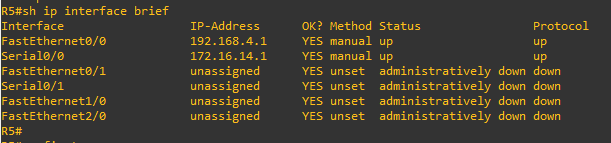 R5#sh ip interface brief
Interface IP-Address OK? Method Status Protocol
FastEthernet0/0 192.168.4.1 YES manual up up
Serial0/0 172.16.14.1 YES manual up up
FastEthernet0/1 unassigned YES unset administratively down down
Serial0/1 unassigned YES unset administratively down down
FastEthernet1/0 unassigned YES unset administratively down down
FastEthernet2/0 unassigned YES unset administratively down down
R5#